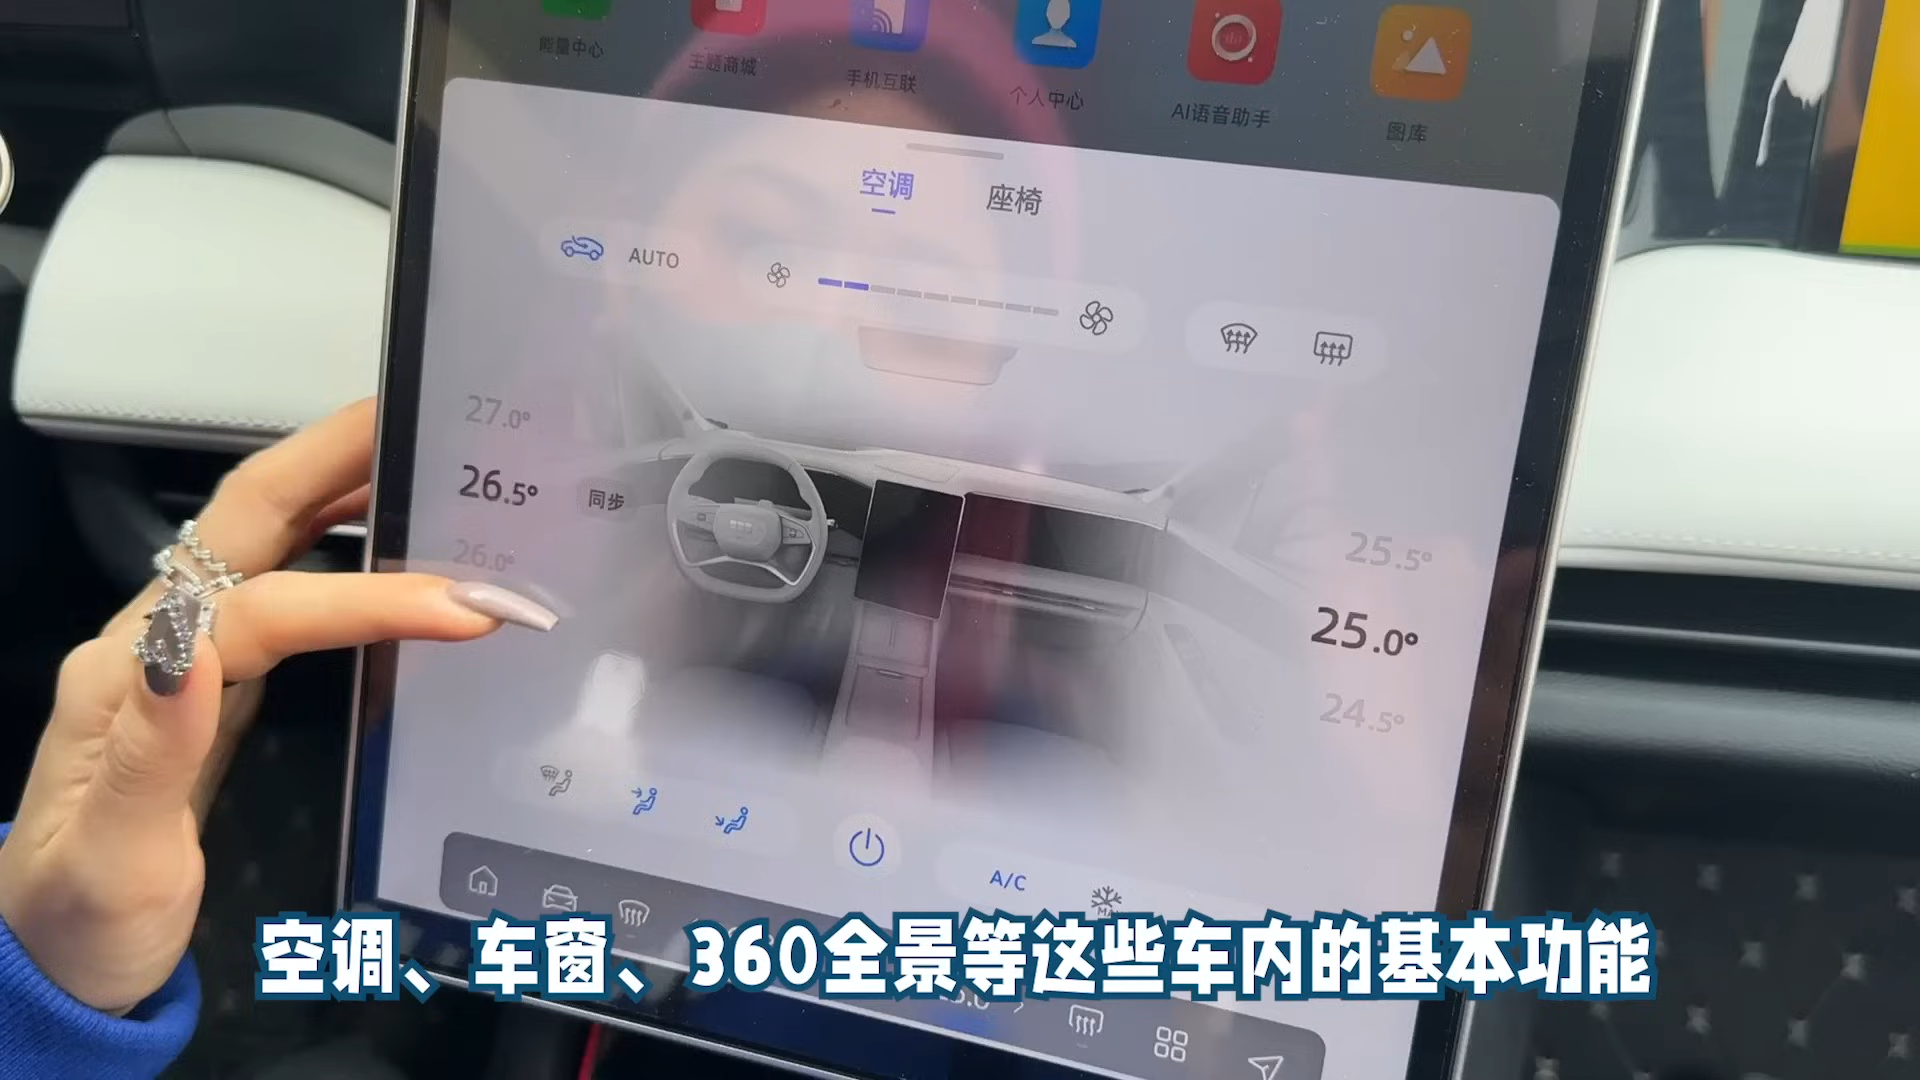 能量中心
主题商城
手机互联
个人中心
AI语音助手
图库
空调
座椅
AUTO
27.0°
26.5°
同步
26.0°
25.5°
25.0°
24.5°
A/C
空调、车窗、360全景等这些车内的基本功能